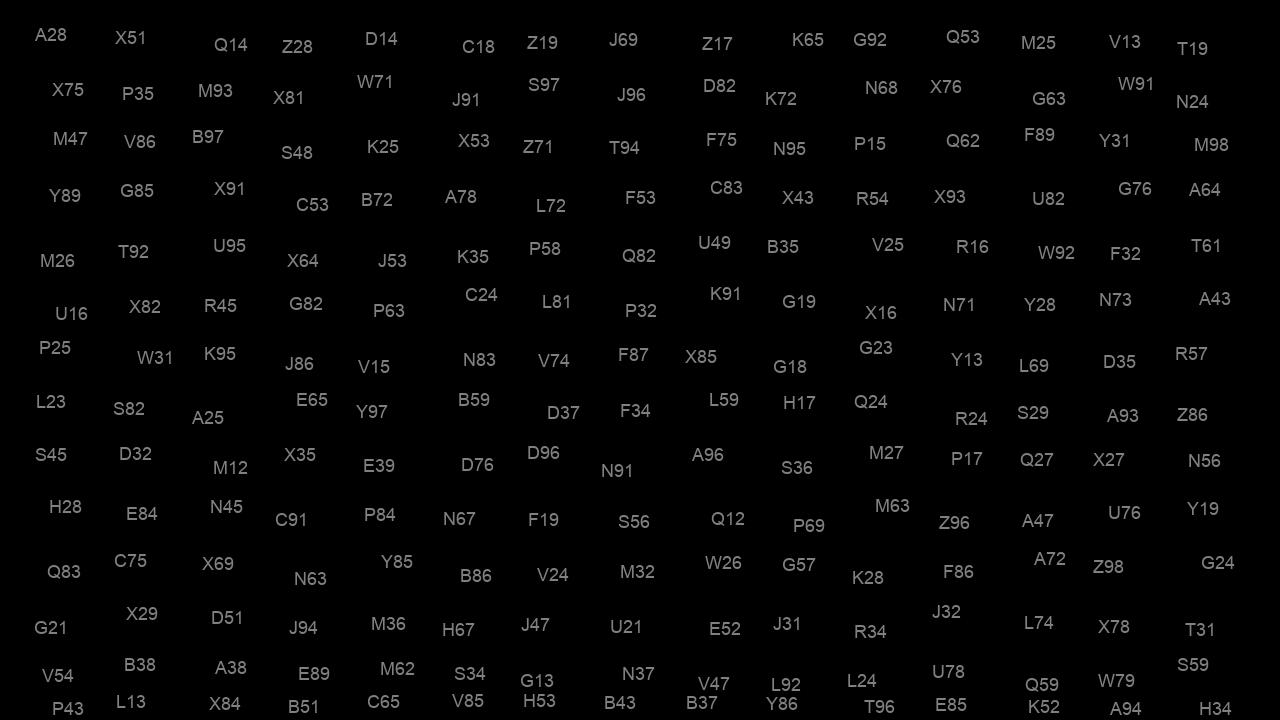 A28 X51 Q14 Z28 D14 C18 Z19 J69 Z17 K65 G92 Q53 M25 V13 T19
X75 P35 M93 X81 W71 J91 S97 J96 D82 K72 N68 X76 G63 W91 N24
M47 V86 B97 S48 K25 X53 Z71 T94 F75 N95 P15 Q62 F89 Y31 M98
Y89 G85 X91 C53 B72 A78 L72 F53 C83 X43 R54 X93 U82 G76 A64
M26 T92 U95 X64 J53 K35 P58 Q82 U49 B35 V25 R16 W92 F32 T61
U16 X82 R45 G82 P63 C24 L81 P32 K91 G19 X16 N71 Y28 N73 A43
P25 W31 K95 J86 V15 N83 V74 F87 X85 G18 G23 Y13 L69 D35 R57
L23 S82 A25 E65 Y97 B59 D37 F34 L59 H17 Q24 R24 S29 A93 Z86
S45 D32 M12 X35 E39 D76 D96 N91 A96 S36 M27 P17 Q27 X27 N56
H28 E84 N45 C91 P84 N67 F19 S56 Q12 P69 M63 Z96 A47 U76 Y19
Q83 C75 X69 N63 Y85 B86 V24 M32 W26 G57 K28 F86 A72 Z98 G24
G21 X29 D51 J94 M36 H67 J47 U21 E52 J31 R34 J32 L74 X78 T31
V54 B38 A38 E89 M62 S34 G13 N37 V47 L92 L24 U78 Q59 W79 S59
P43 L13 X84 B51 C65 V85 H53 B43 B37 Y86 T96 E85 K52 A94 H34